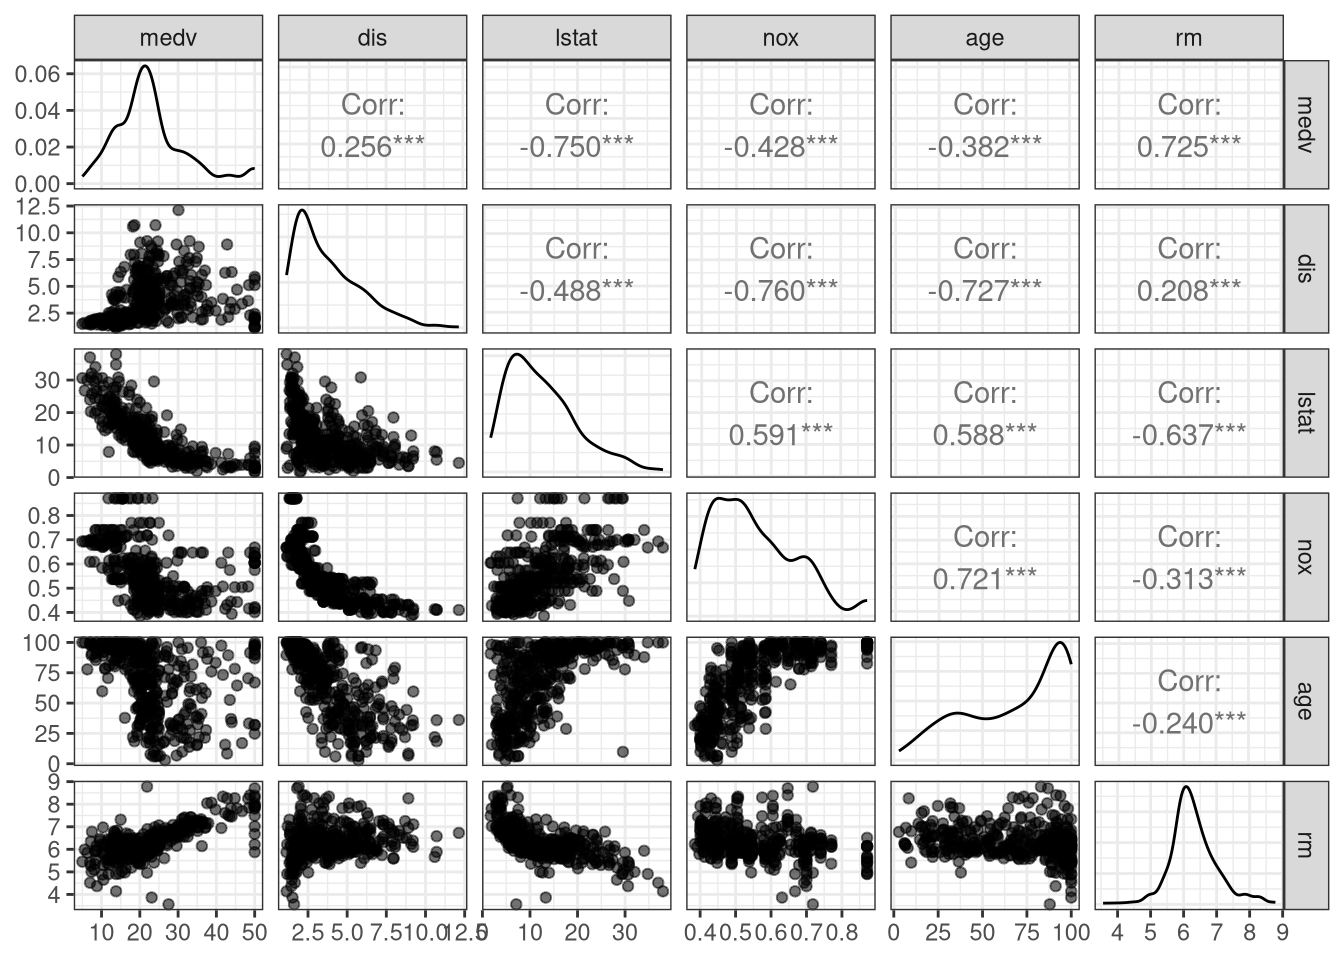 medv dis lstat nox age rm
0.06
0.04
0.02
0.00
Corr:
0.256***
Corr:
-0.750***
Corr:
-0.428***
Corr:
-0.382***
Corr:
0.725***
medv
12.5
10.0
7.5
5.0
2.5
Corr:
-0.488***
Corr:
-0.760***
Corr:
-0.727***
Corr:
0.208***
dis
30
20
10
0
Corr:
0.591***
Corr:
0.588***
Corr:
-0.637***
lstat
0.8
0.7
0.6
0.5
0.4
Corr:
0.721***
Corr:
-0.313***
nox
100
75
50
25
0
Corr:
-0.240***
age
9
8
7
6
5
4
rm
10 20 30 40 50
2.5 5.0 7.5 10.0 12.5
0 10 20 30
0.4 0.5 0.6 0.7 0.8
0 25 50 75 100
4 5 6 7 8 9